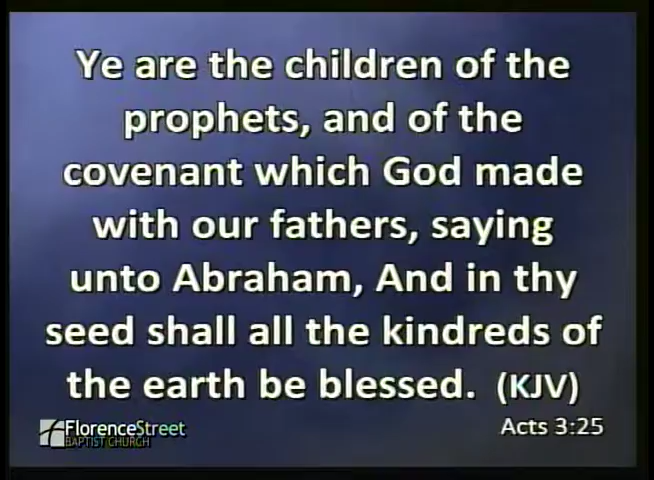 Ye are the children of the
prophets, and of the
covenant which God made
with our fathers, saying
unto Abraham, And in thy
seed shall all the kindreds of
the earth be blessed. (KJV)
FlorenceStreet
BAPTIST CHURCH
Acts 3:25